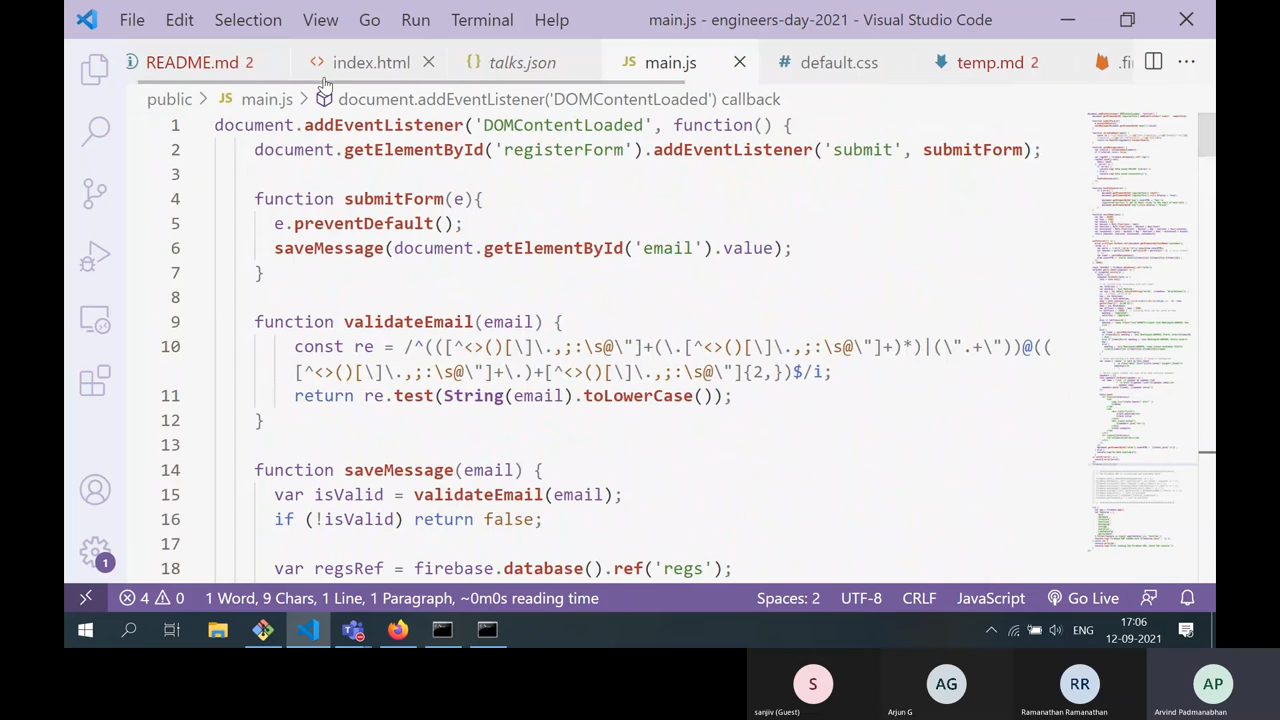 File Edit Selection View Go Run Terminal Help main.js - engineers-day-2021 - Visual Studio Code
README.md 2 index.html talks.json main.js default.css temp.md 2 .fi
public > main.js > document.addEventListener('DOMContentLoaded') callback
1 document.addEventListener('DOMContentLoaded', function() {
2 document.getElementById('registration').addEventListener('submit', submitForm);
3
4 function submitForm(e) {
5 e.preventDefault();
6 saveMessage(document.getElementById('email').value);
7 }
8
9 function validateEmail(email) {
10 const re =
11 return re.test(String(email).toLowerCase());
12 }
13
14 function saveMessage(email) {
15 var isValid = validateEmail(email);
16 if (!isValid) return false;
17
18 var regsRef = firebase.database().ref('regs');
4 0 1 Word, 9 Chars, 1 Line, 1 Paragraph, ~0m0s reading time Spaces: 2 UTF-8 CRLF JavaScript Go Live
1
ENG 17:06
12-09-2021
S AG RR AP
sanjiv (Guest) Arjun G Ramanathan Ramanathan Arvind Padmanabhan